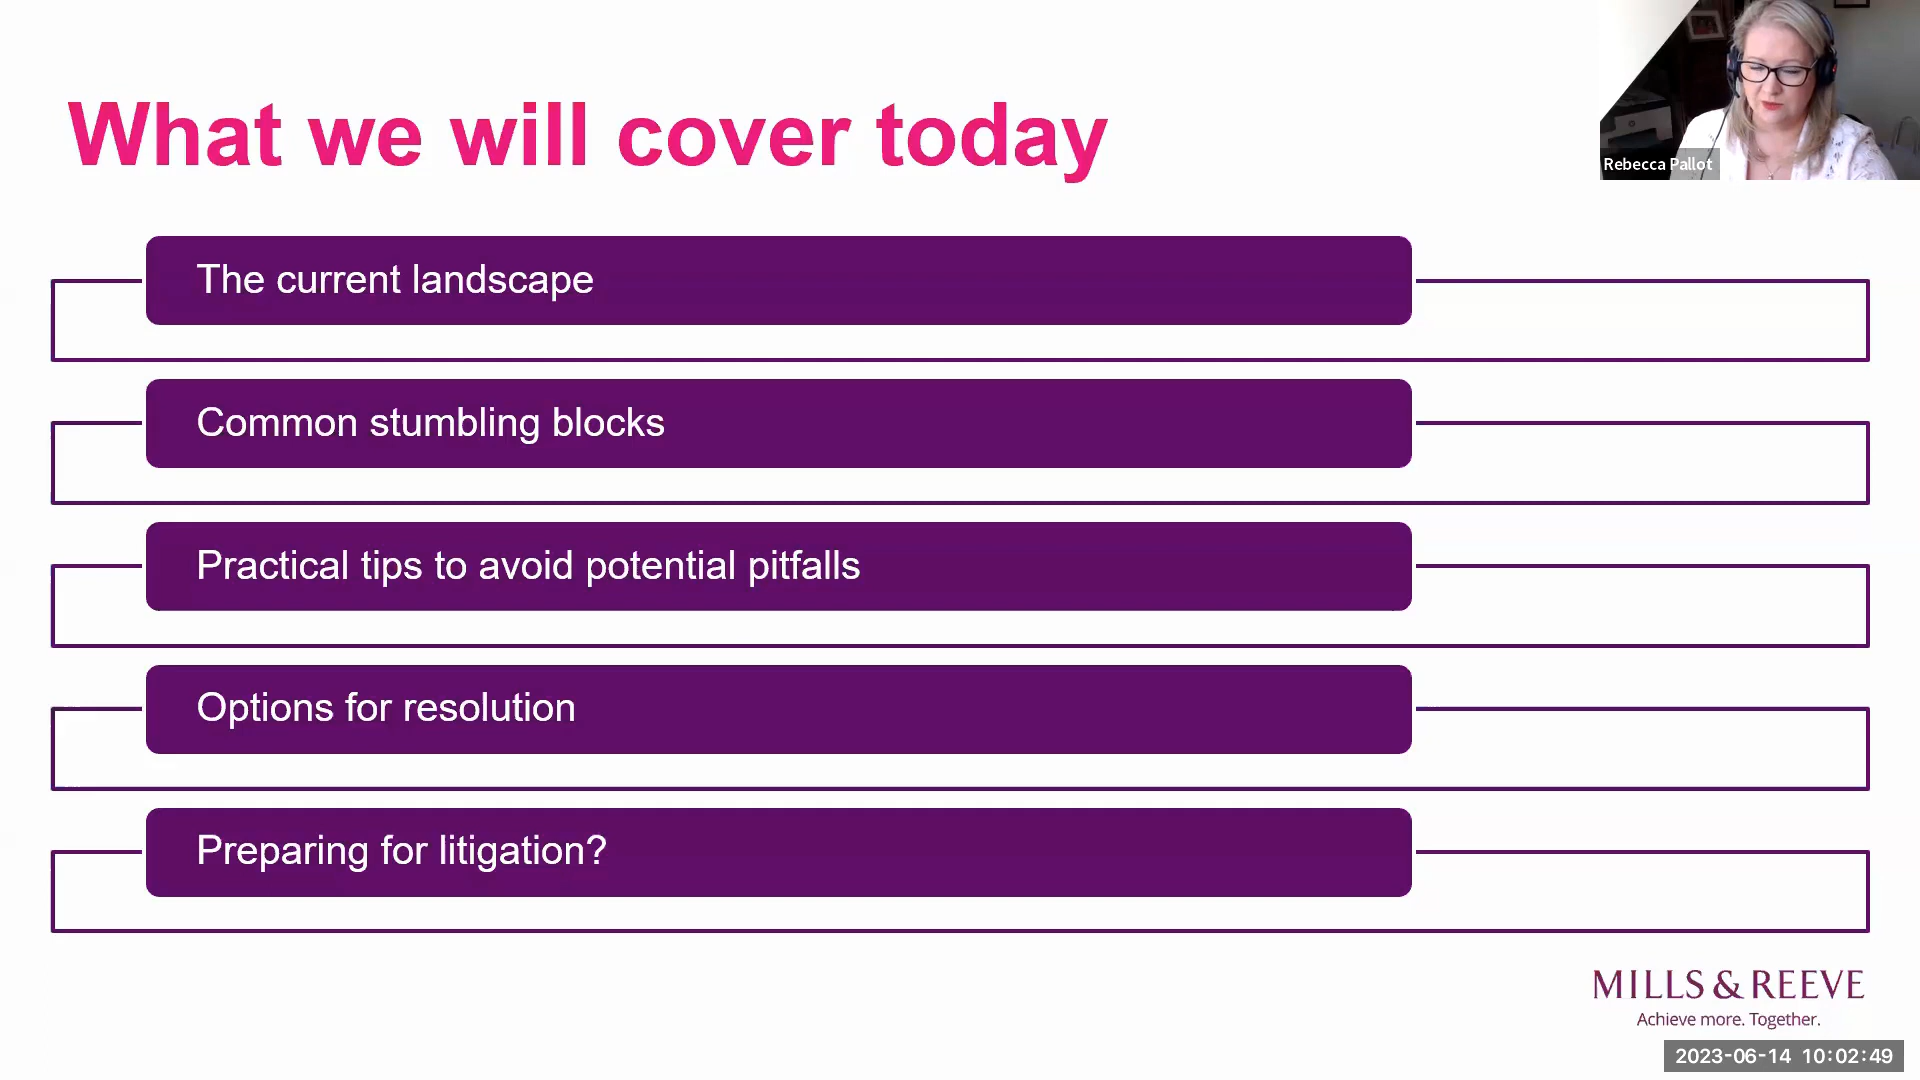 What we will cover today
Rebecca Pallot
The current landscape
Common stumbling blocks
Practical tips to avoid potential pitfalls
Options for resolution
Preparing for litigation?
MILLS & REEVE
Achieve more. Together.
2023-06-14 10:02:49